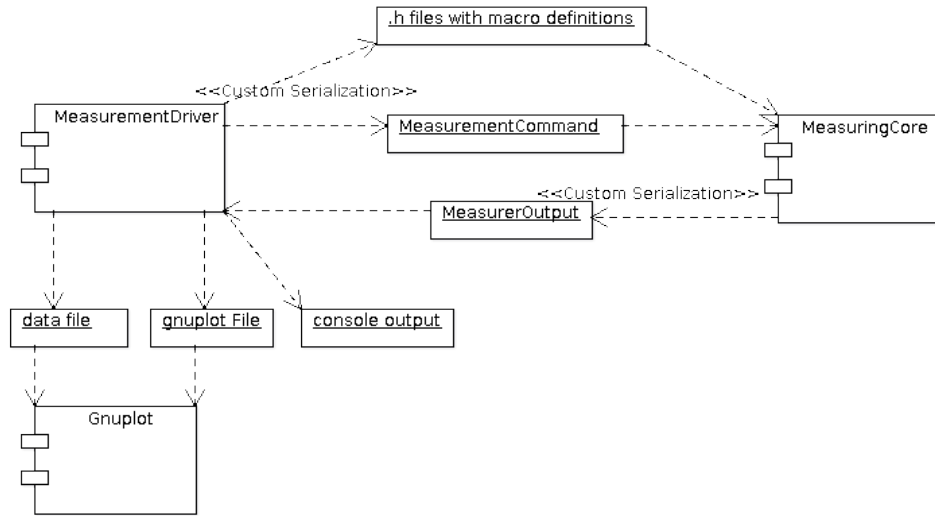 .h files with macro definitions
<<Custom Serialization>>
MeasurementDriver
MeasurementCommand
MeasuringCore
<<Custom Serialization>>
MeasurerOutput
data file
gnuplot File
console output
Gnuplot